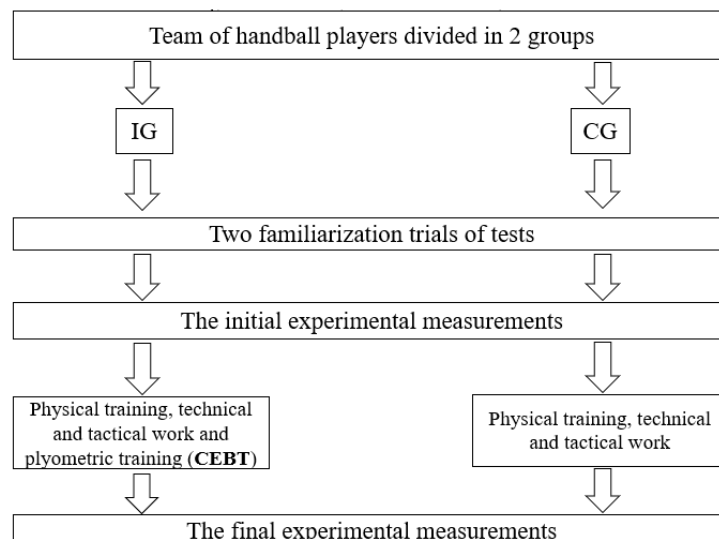 Team of handball players divided in 2 groups
IG
CG
Two familiarization trials of tests
The initial experimental measurements
Physical training, technical
and tactical work and
plyometric training (CEBT)
Physical training, technical
and tactical work
The final experimental measurements